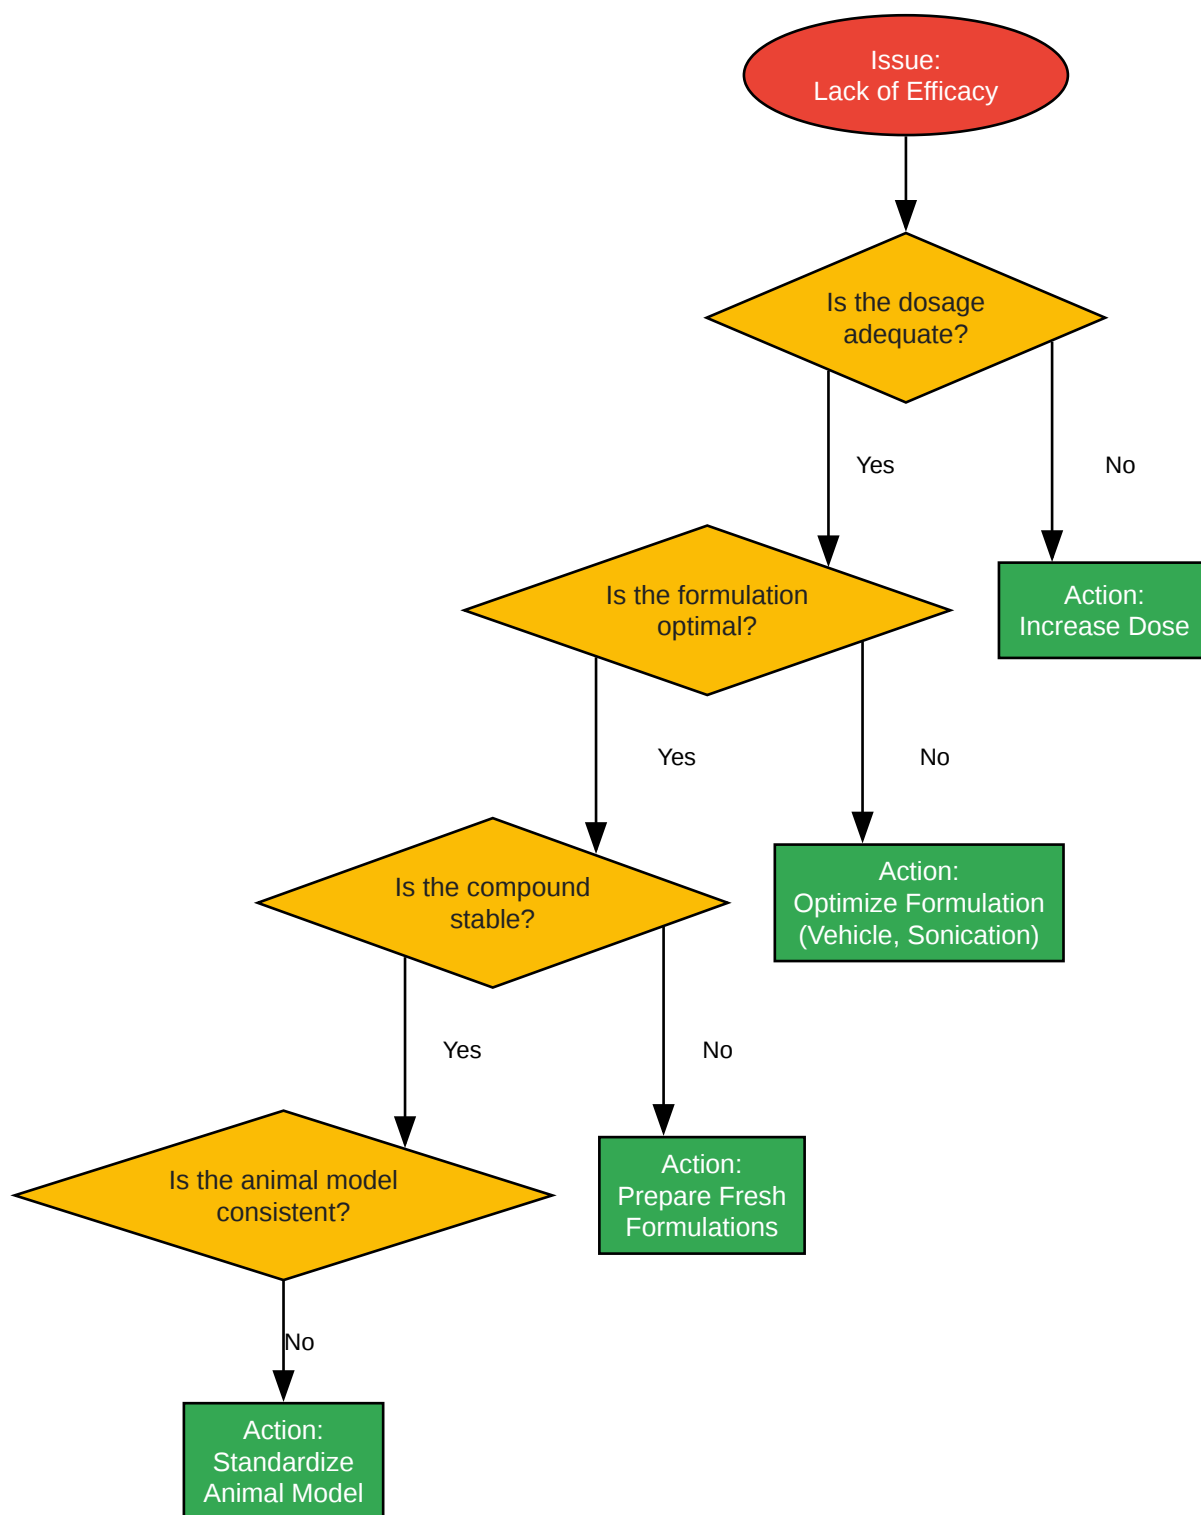 Issue:
Lack of Efficacy
Is the dosage
adequate?
Yes
No
Is the formulation
optimal?
Action:
Increase Dose
Yes
No
Is the compound
stable?
Action:
Optimize Formulation
(Vehicle, Sonication)
Yes
No
Is the animal model
consistent?
Action:
Prepare Fresh
Formulations
No
Action:
Standardize
Animal Model